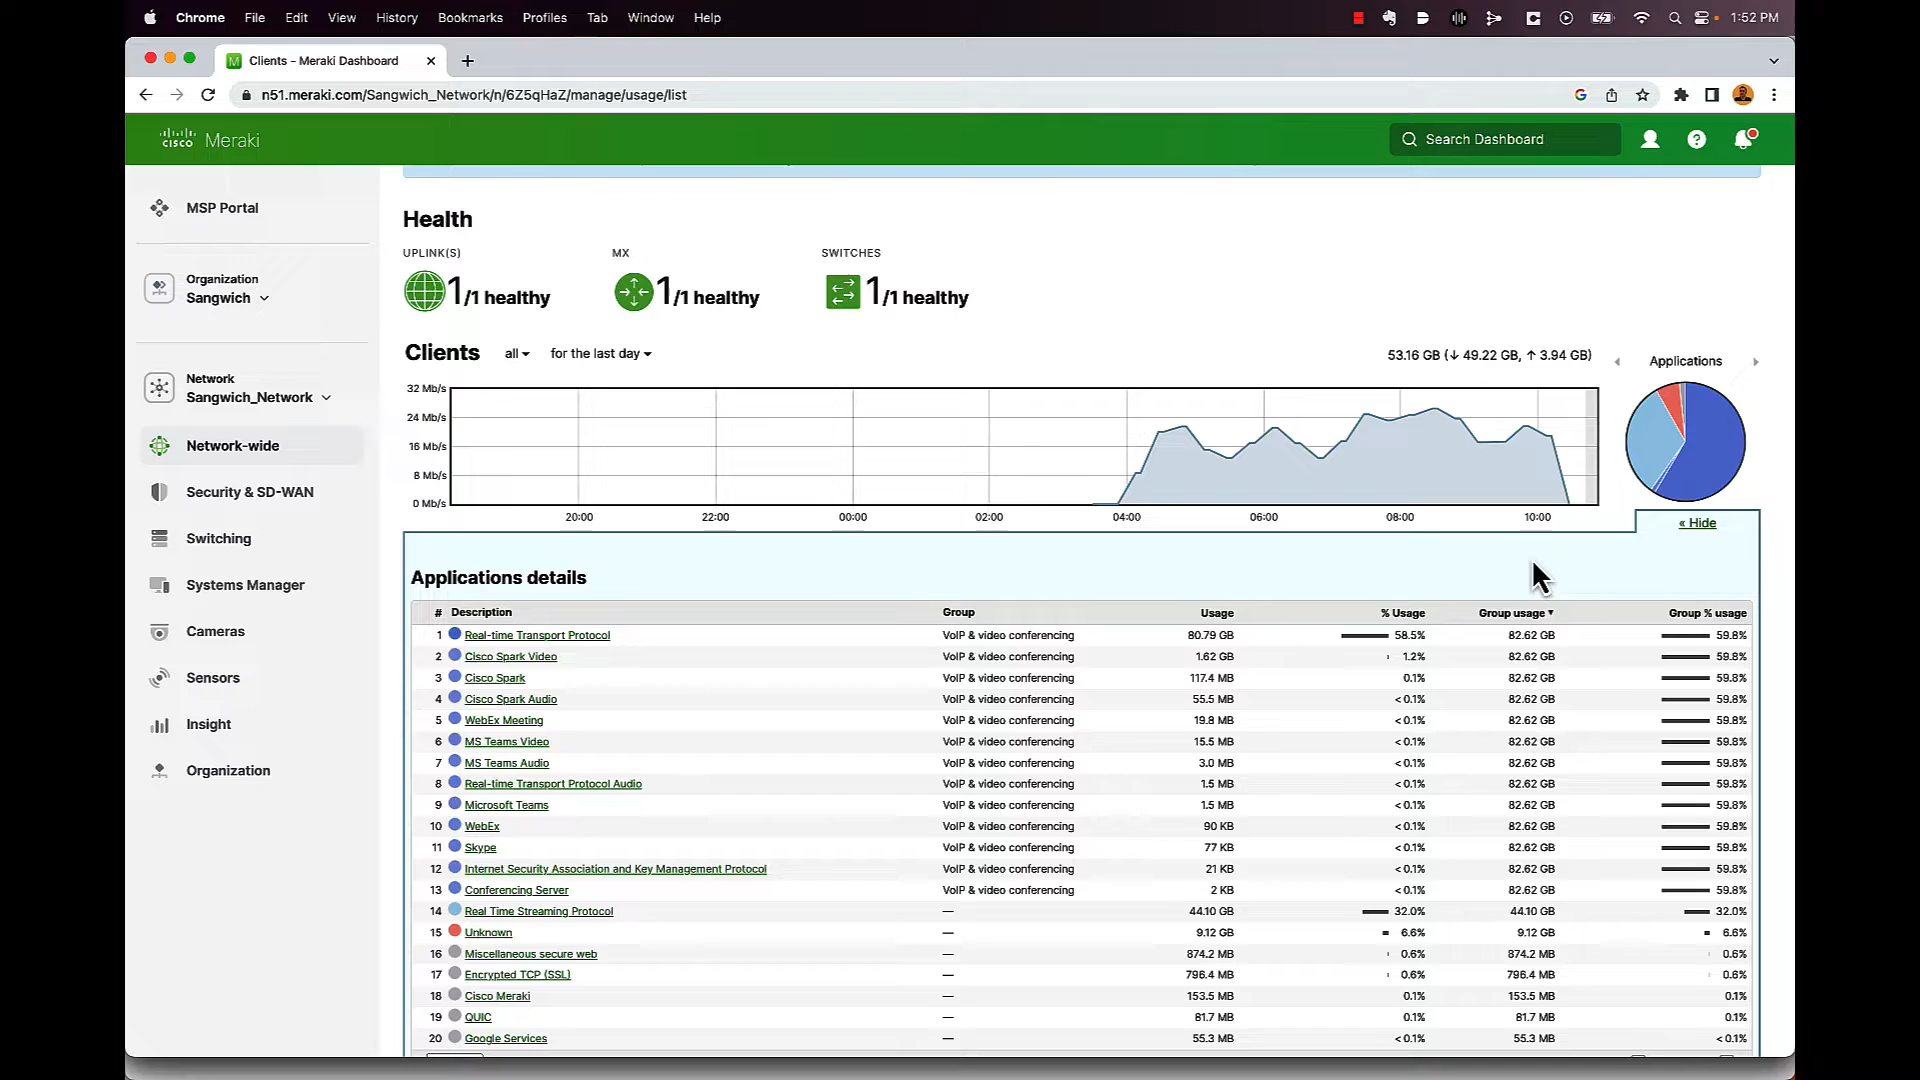 Chrome File Edit View History Bookmarks Profiles Tab Window Help 1:52 PM
Clients - Meraki Dashboard
n51.meraki.com/Sangwich_Network/n/6Z5qHaZ/manage/usage/list
cisco Meraki Search Dashboard
MSP Portal
Organization
Sangwich
Network
Sangwich_Network
Network-wide
Security & SD-WAN
Switching
Systems Manager
Cameras
Sensors
Insight
Organization
Health
UPLINK(S) MX SWITCHES
1/1 healthy 1/1 healthy 1/1 healthy
Clients all for the last day 53.16 GB (↓ 49.22 GB, ↑ 3.94 GB) Applications
32 Mb/s
24 Mb/s
16 Mb/s
8 Mb/s
0 Mb/s
20:00 22:00 00:00 02:00 04:00 06:00 08:00 10:00
« Hide
Applications details
# Description Group Usage % Usage Group usage ▼ Group % usage
1 Real-time Transport Protocol VoIP & video conferencing 80.79 GB 58.5% 82.62 GB 59.8%
2 Cisco Spark Video VoIP & video conferencing 1.62 GB 1.2% 82.62 GB 59.8%
3 Cisco Spark VoIP & video conferencing 117.4 MB 0.1% 82.62 GB 59.8%
4 Cisco Spark Audio VoIP & video conferencing 55.5 MB < 0.1% 82.62 GB 59.8%
5 WebEx Meeting VoIP & video conferencing 19.8 MB < 0.1% 82.62 GB 59.8%
6 MS Teams Video VoIP & video conferencing 15.5 MB < 0.1% 82.62 GB 59.8%
7 MS Teams Audio VoIP & video conferencing 3.0 MB < 0.1% 82.62 GB 59.8%
8 Real-time Transport Protocol Audio VoIP & video conferencing 1.5 MB < 0.1% 82.62 GB 59.8%
9 Microsoft Teams VoIP & video conferencing 1.5 MB < 0.1% 82.62 GB 59.8%
10 WebEx VoIP & video conferencing 90 KB < 0.1% 82.62 GB 59.8%
11 Skype VoIP & video conferencing 77 KB < 0.1% 82.62 GB 59.8%
12 Internet Security Association and Key Management Protocol VoIP & video conferencing 21 KB < 0.1% 82.62 GB 59.8%
13 Conferencing Server VoIP & video conferencing 2 KB < 0.1% 82.62 GB 59.8%
14 Real Time Streaming Protocol — 44.10 GB 32.0% 44.10 GB 32.0%
15 Unknown — 9.12 GB 6.6% 9.12 GB 6.6%
16 Miscellaneous secure web — 874.2 MB 0.6% 874.2 MB 0.6%
17 Encrypted TCP (SSL) — 796.4 MB 0.6% 796.4 MB 0.6%
18 Cisco Meraki — 153.5 MB 0.1% 153.5 MB 0.1%
19 QUIC — 81.7 MB 0.1% 81.7 MB 0.1%
20 Google Services — 55.3 MB < 0.1% 55.3 MB < 0.1%